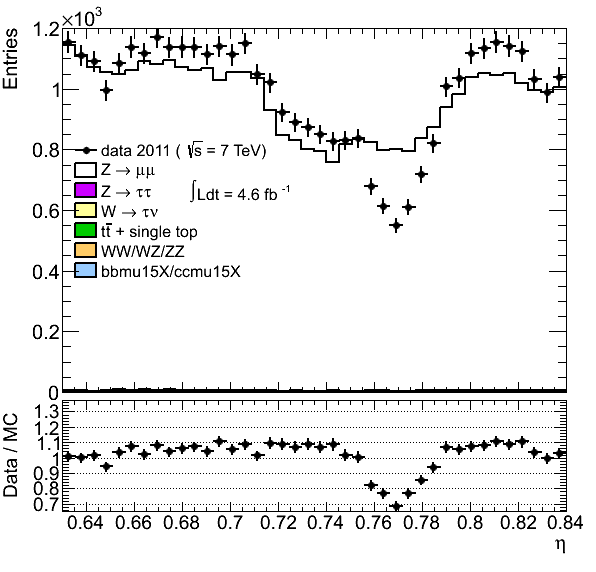 ×10³
Entries
1.2
1
0.8
0.6
0.4
0.2
0
data 2011 ( √s = 7 TeV)
Z → μμ
Z → ττ
∫Ldt = 4.6 fb⁻¹
W → τν
tt̄ + single top
WW/WZ/ZZ
bbmu15X/ccmu15X
Data / MC
1.3
1.2
1.1
1
0.9
0.8
0.7
0.64 0.66 0.68 0.7 0.72 0.74 0.76 0.78 0.8 0.82 0.84
η